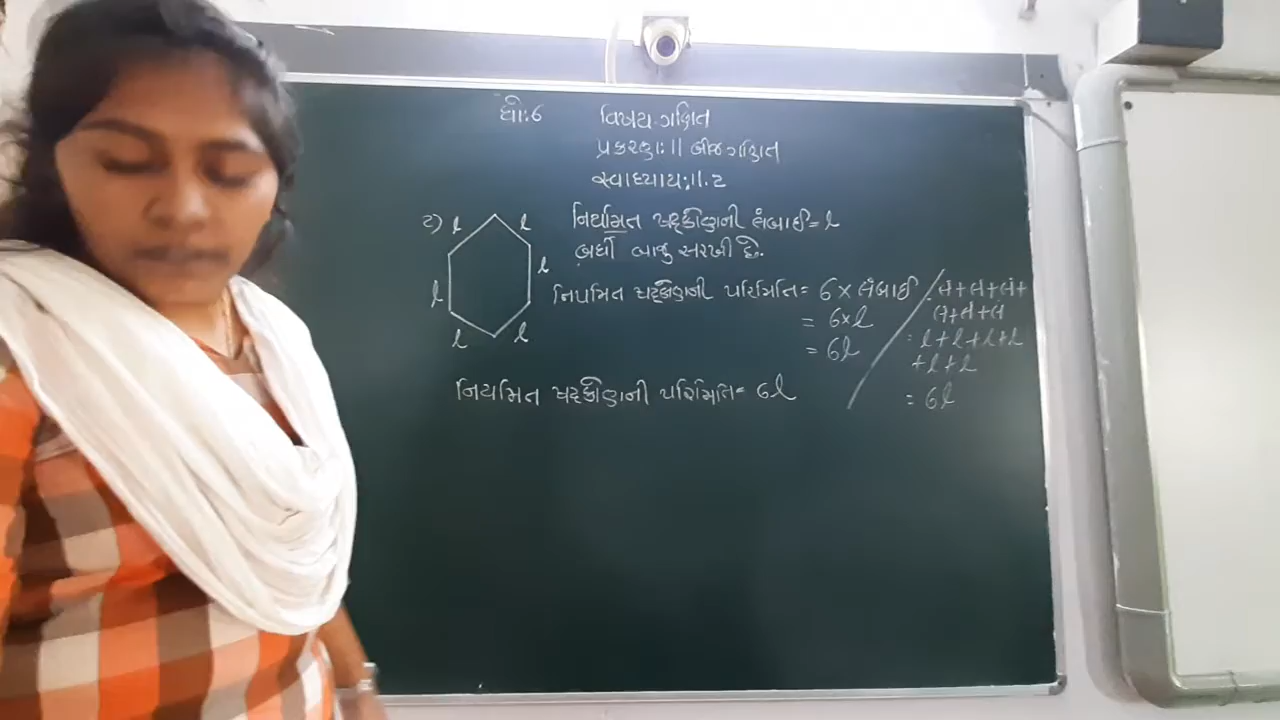 ધો:6
વિષય ગણિત
પ્રકરણ:11 બીજ ગણિત
સ્વાધ્યાય:11.2
2) l l
l
l
l l
નિયમિત ષટ્કોણની લંબાઈ = l
બધી બાજુ સરખી છે.
નિયમિત ષટ્કોણની પરિમિતિ = 6 × લંબાઈ
= 6×l
= 6l
લં+લં+લં+
લં+લં+લં
: l+l+l+l
+l+l
= 6l
નિયમિત ષટ્કોણની પરિમિતિ = 6l